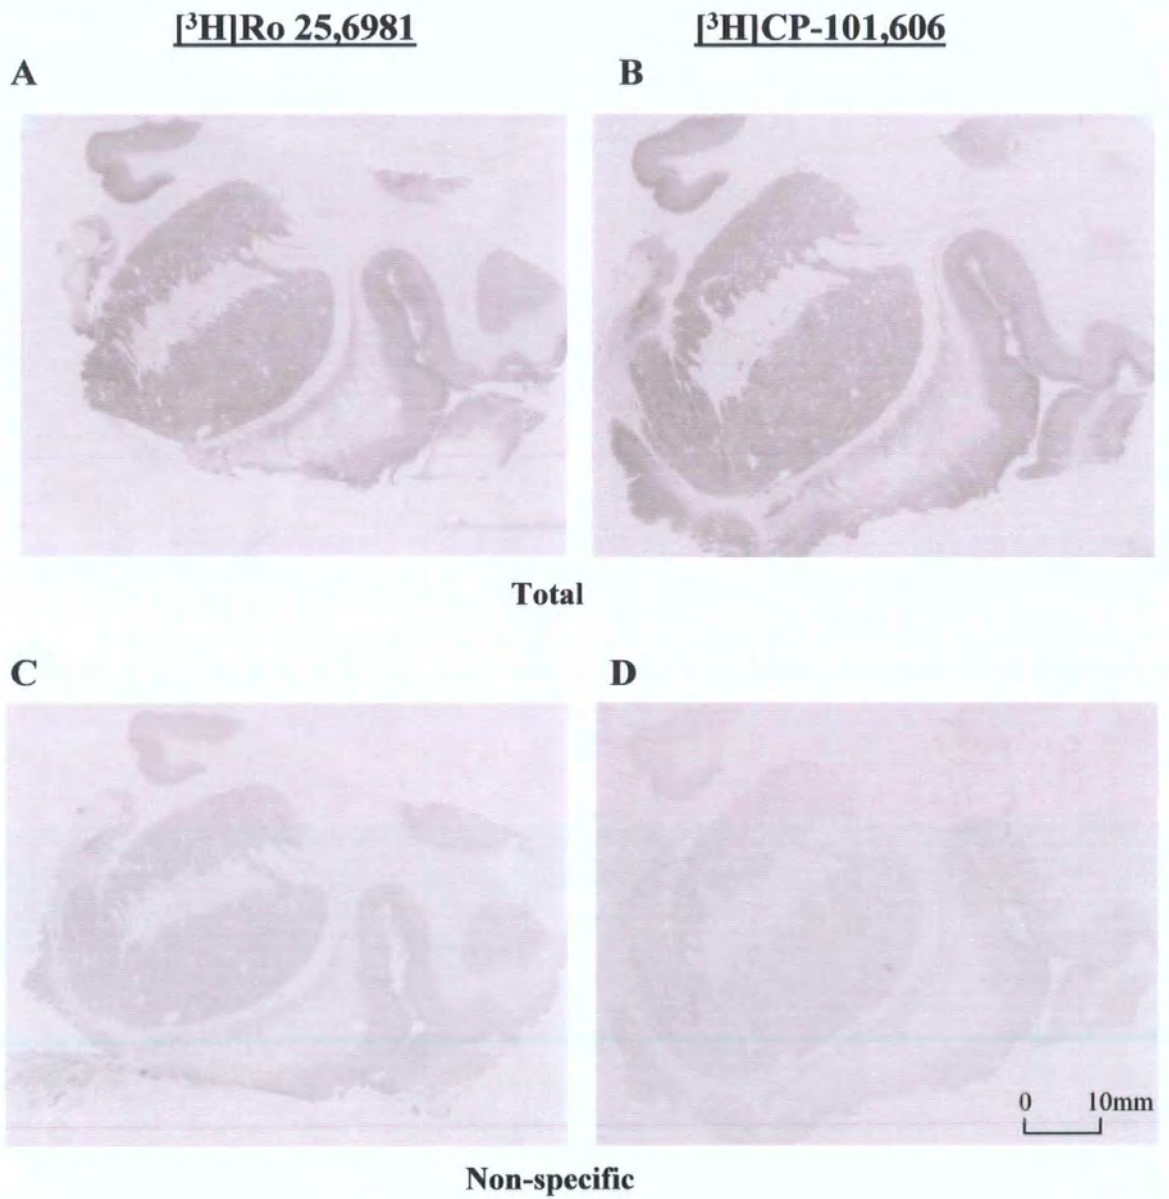 [³H]Ro 25,6981 [³H]CP-101,606
A B
Total
C D
0 10mm
Non-specific